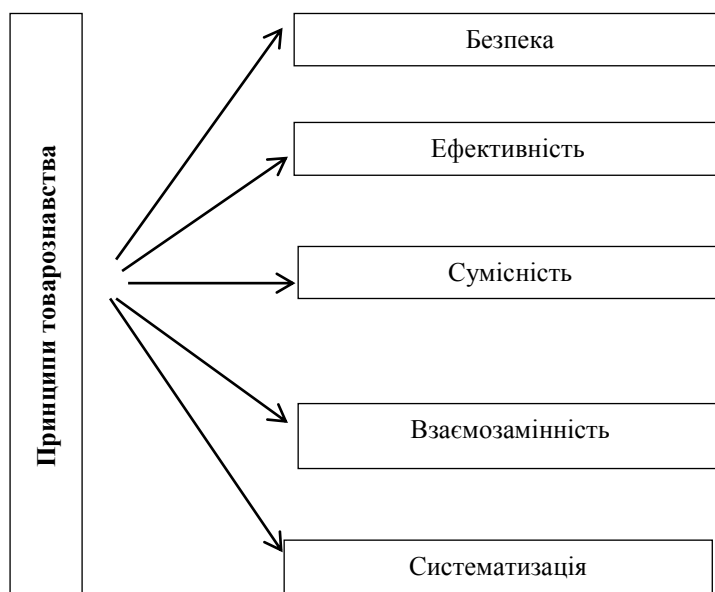 Принципи товарознавства
Безпека
Ефективність
Сумісність
Взаємозамінність
Систематизація